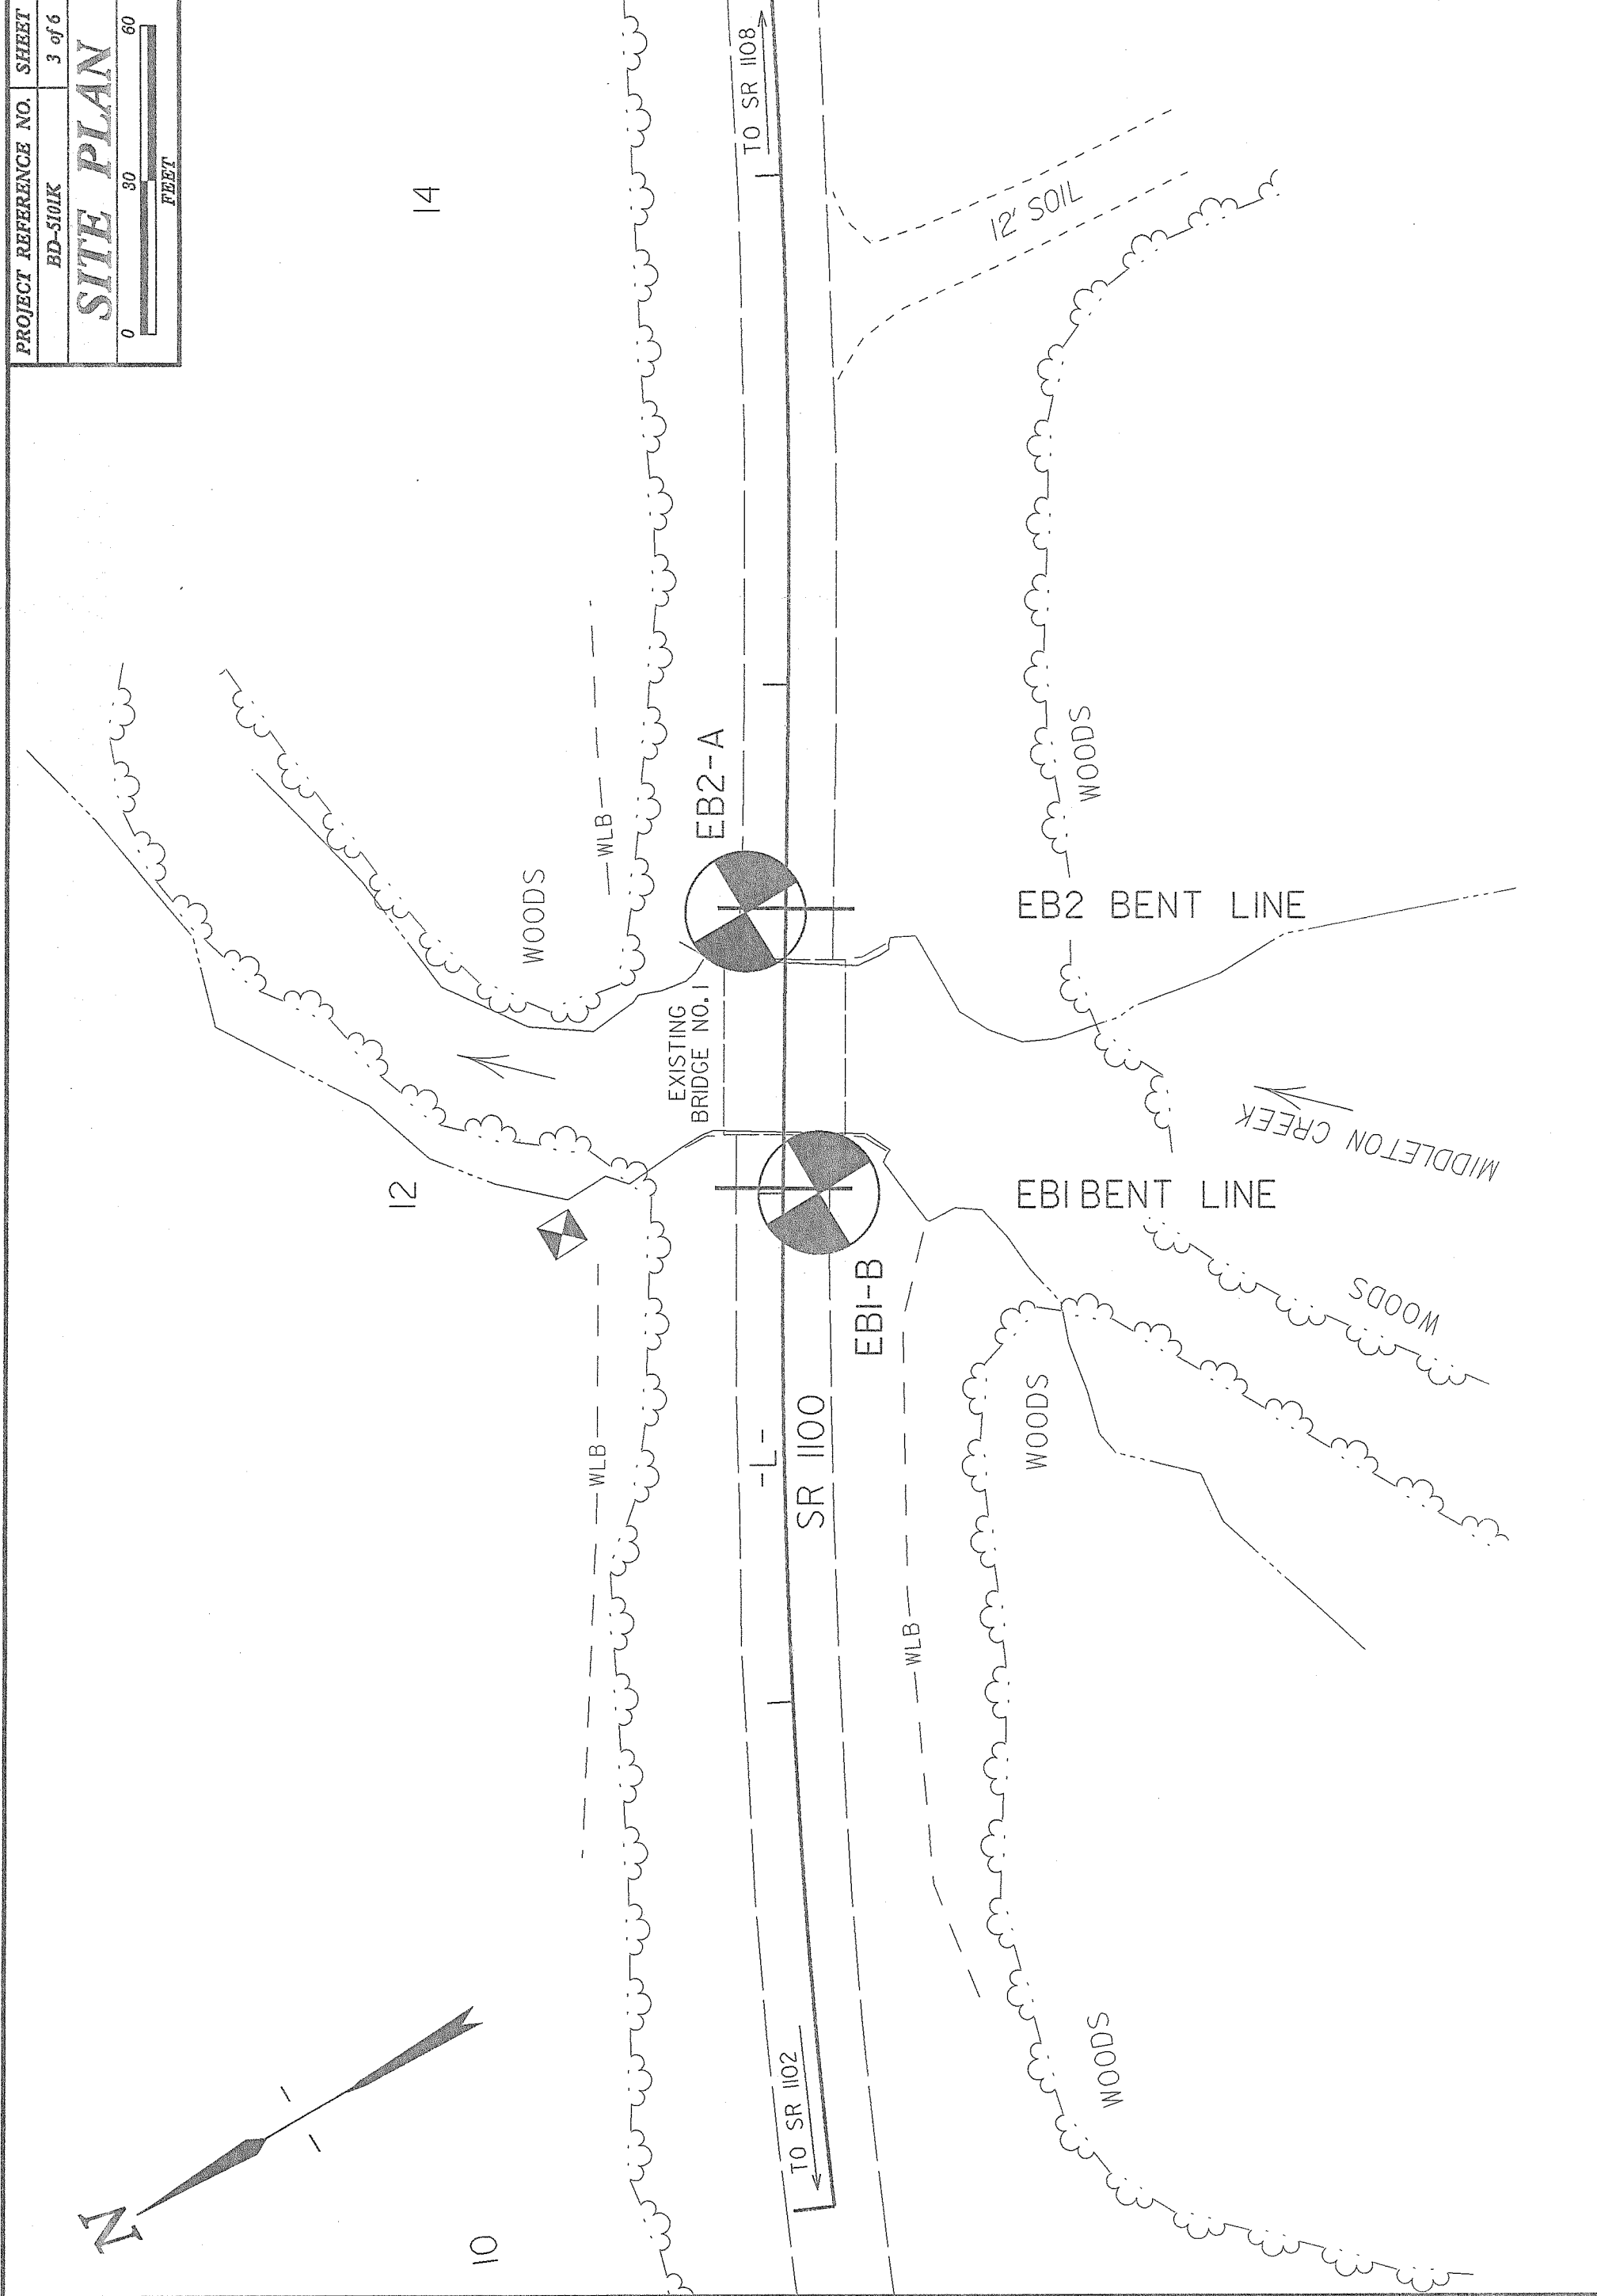 PROJECT REFERENCE NO.
SHEET
BD-5101K
3 of 6
SITE PLAN
0
30
60
FEET
14
TO SR 1108
12' SOIL
WOODS
EB2-A
WLB
WOODS
EB2 BENT LINE
EXISTING
BRIDGE NO. 1
MIDDLETON CREEK
12
EB1 BENT LINE
EB1-B
WOODS
WOODS
-L-
SR 1100
WLB
WLB
WOODS
TO SR 1102
N
10